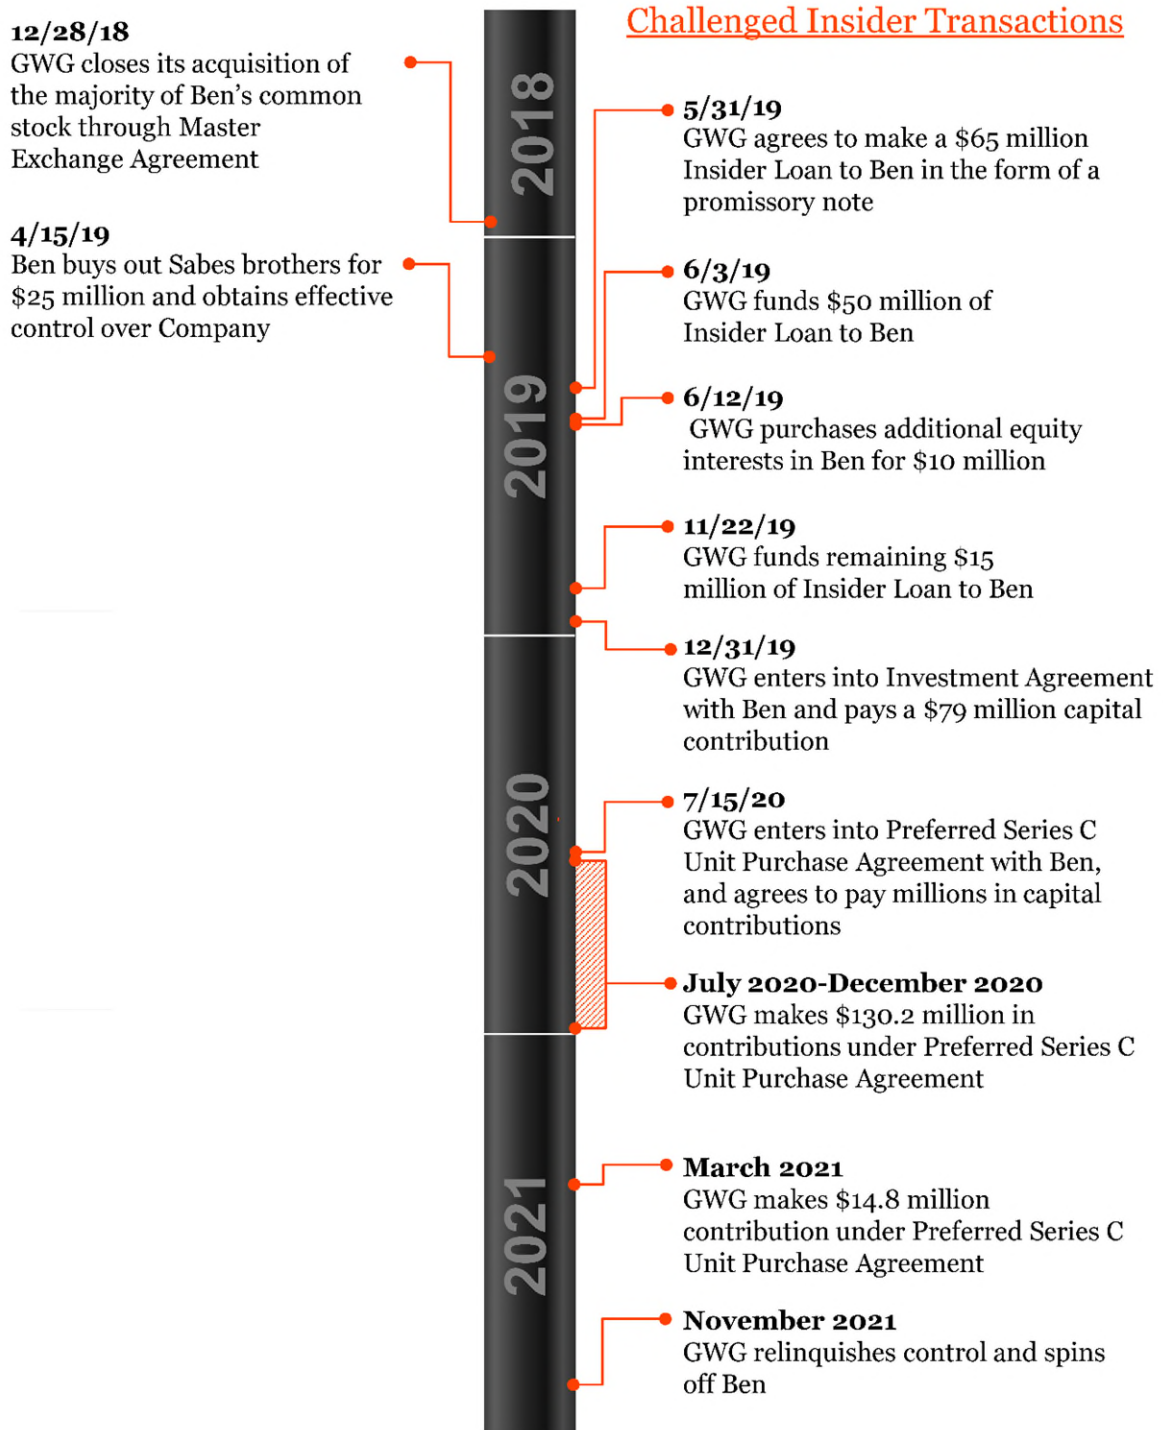 Challenged Insider Transactions
12/28/18
GWG closes its acquisition of
the majority of Ben's common
stock through Master
Exchange Agreement
4/15/19
Ben buys out Sabes brothers for
$25 million and obtains effective
control over Company
2018
2019
2020
2021
5/31/19
GWG agrees to make a $65 million
Insider Loan to Ben in the form of a
promissory note
6/3/19
GWG funds $50 million of
Insider Loan to Ben
6/12/19
GWG purchases additional equity
interests in Ben for $10 million
11/22/19
GWG funds remaining $15
million of Insider Loan to Ben
12/31/19
GWG enters into Investment Agreement
with Ben and pays a $79 million capital
contribution
7/15/20
GWG enters into Preferred Series C
Unit Purchase Agreement with Ben,
and agrees to pay millions in capital
contributions
July 2020-December 2020
GWG makes $130.2 million in
contributions under Preferred Series C
Unit Purchase Agreement
March 2021
GWG makes $14.8 million
contribution under Preferred Series C
Unit Purchase Agreement
November 2021
GWG relinquishes control and spins
off Ben